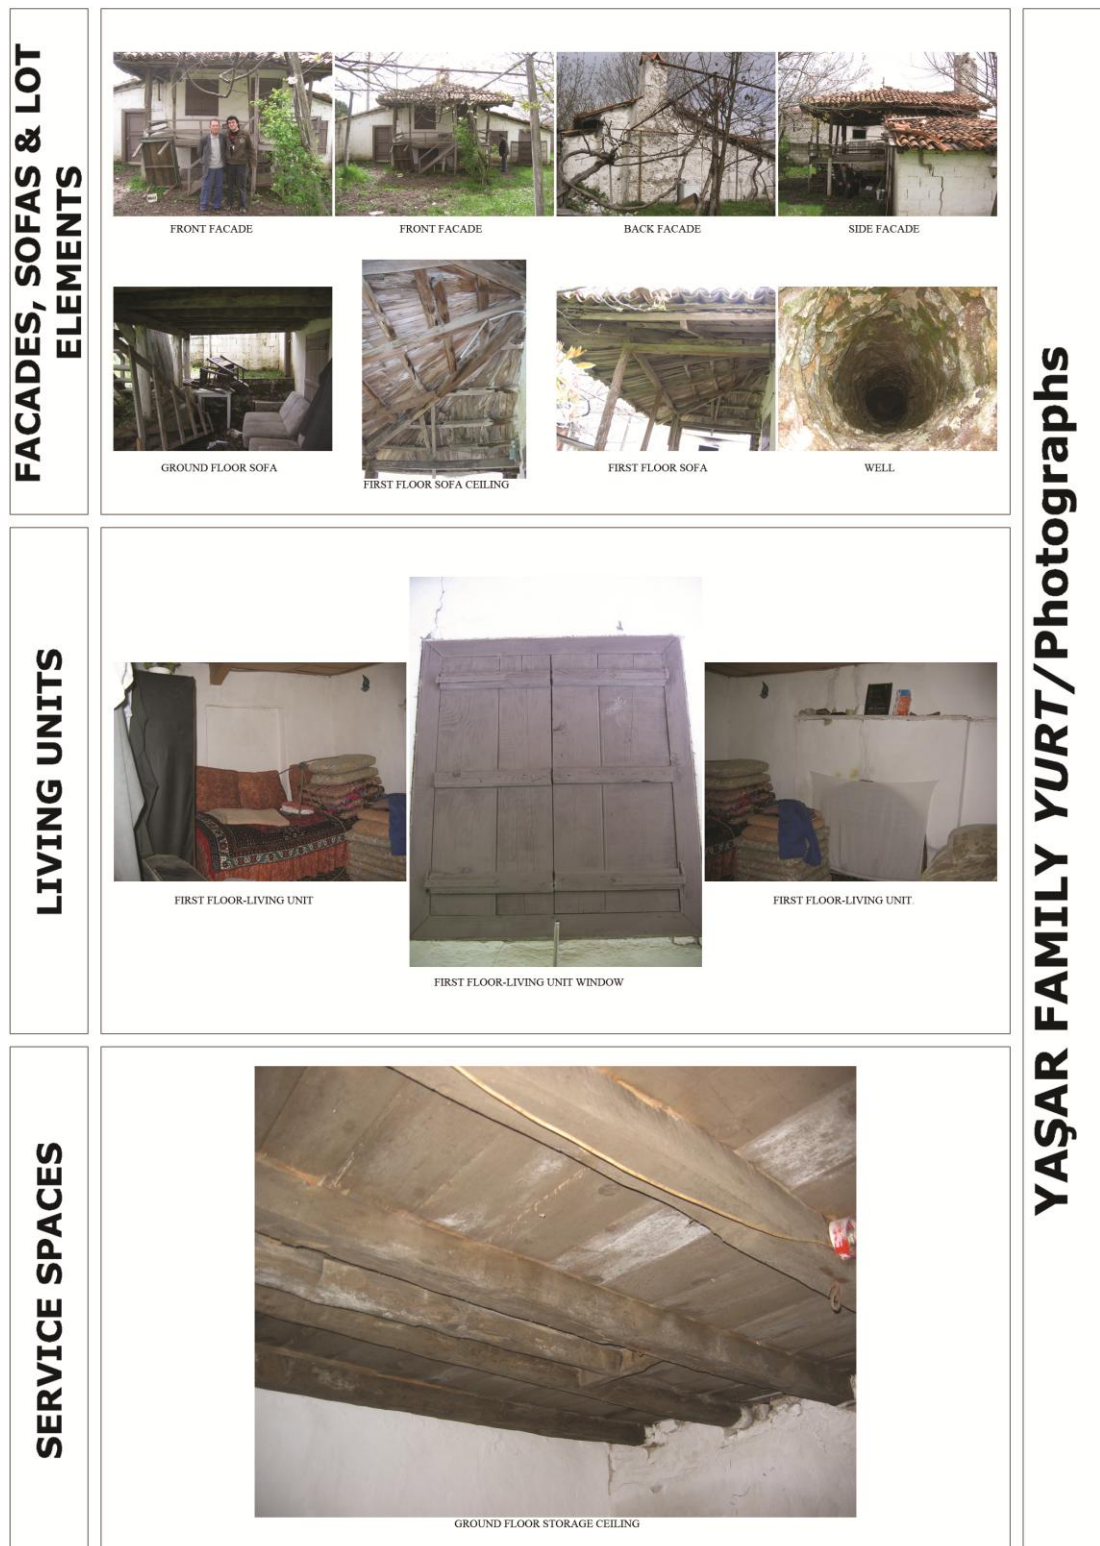 FACADES, SOFAS & LOT
ELEMENTS
FRONT FACADE
FRONT FACADE
BACK FACADE
SIDE FACADE
GROUND FLOOR SOFA
FIRST FLOOR SOFA CEILING
FIRST FLOOR SOFA
WELL
LIVING UNITS
FIRST FLOOR-LIVING UNIT
FIRST FLOOR-LIVING UNIT WINDOW
FIRST FLOOR-LIVING UNIT.
SERVICE SPACES
GROUND FLOOR STORAGE CEILING
YAŞAR FAMILY YURT/Photographs